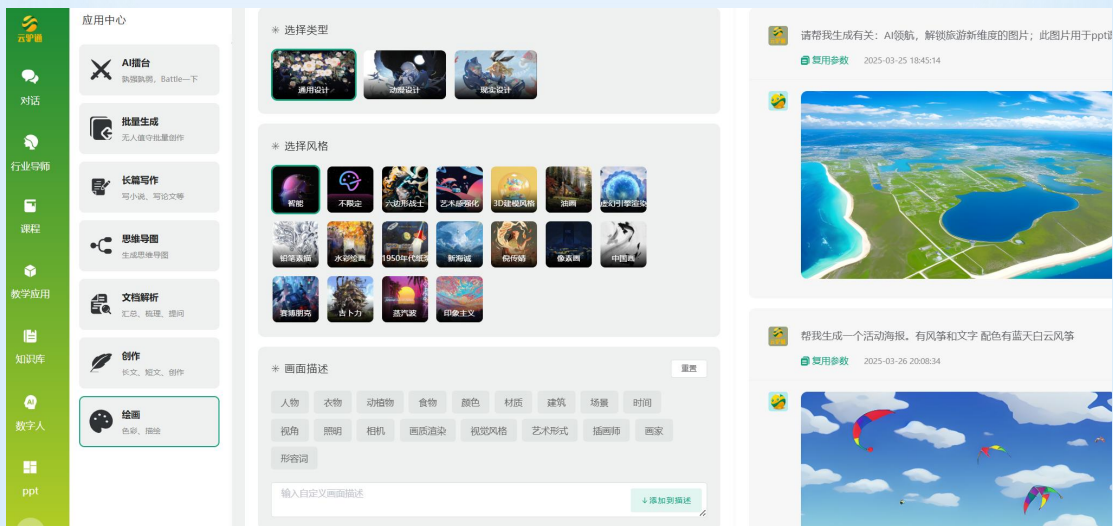 云驴通
对话
行业导师
课程
教学应用
知识库
AI
数字人
ppt
应用中心
AI擂台
孰强孰弱，Battle一下
批量生成
无人值守批量创作
长篇写作
写小说、写论文等
思维导图
生成思维导图
文档解析
汇总、梳理、提问
创作
长文、短文、创作
绘画
色彩、描绘
✳ 选择类型
通用设计 动漫设计 现实设计
✳ 选择风格
智能 不限定 六边形战士 艺术感强化 3D建模风格 油画 虚幻引擎渲染
铅笔素描 水彩绘画 1950年代纸 新海诚 倪传婧 像素画 中国画
赛博朋克 吉卜力 蒸汽波 印象主义
✳ 画面描述 重置
人物 衣物 动植物 食物 颜色 材质 建筑 场景 时间
视角 照明 相机 画质渲染 视觉风格 艺术形式 插画师 画家
形容词
输入自定义画面描述
↓添加到描述
请帮我生成有关：AI领航，解锁旅游新维度的图片；此图片用于ppt
复用参数 2025-03-25 18:45:14
帮我生成一个活动海报。有风筝和文字 配色有蓝天白云风筝
复用参数 2025-03-26 20:08:34